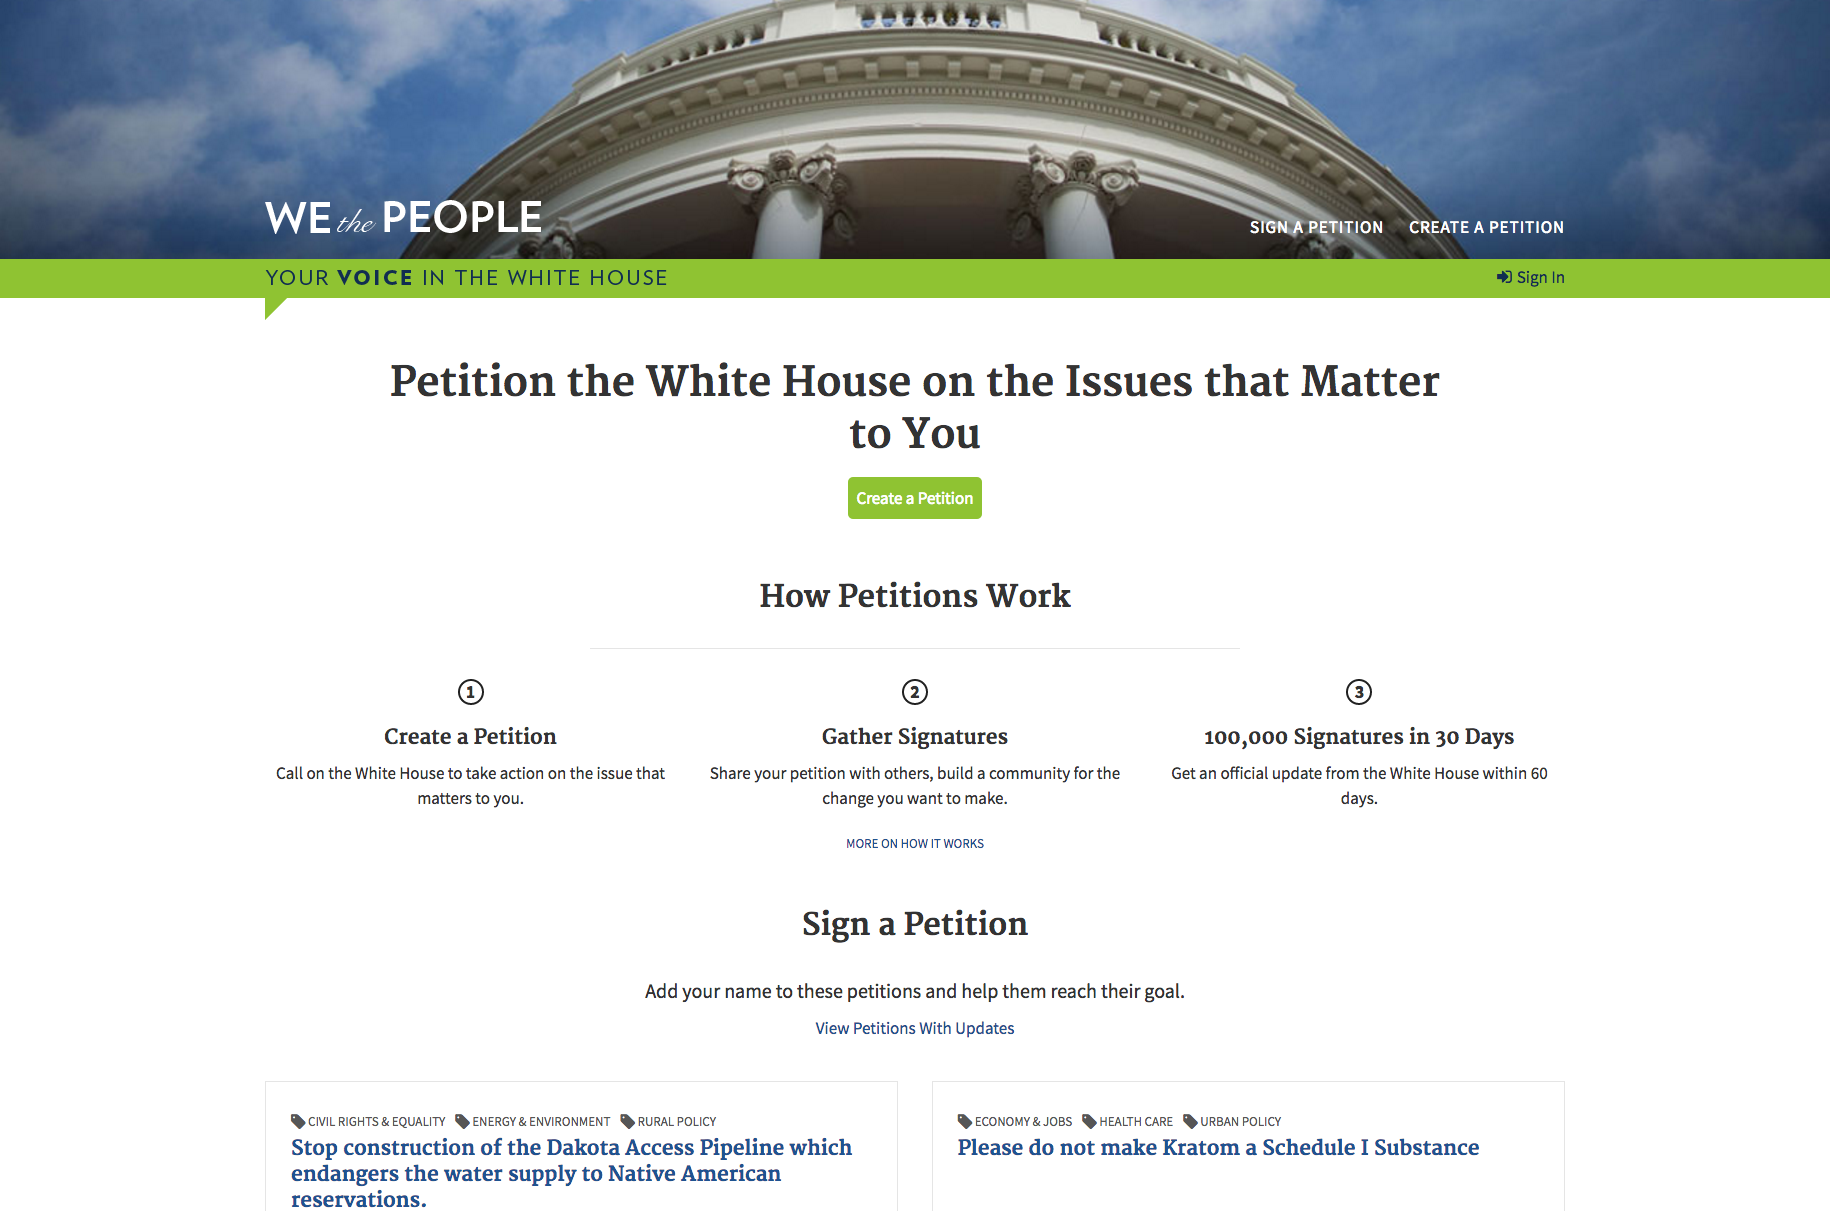 WE the PEOPLE
SIGN A PETITION CREATE A PETITION
YOUR VOICE IN THE WHITE HOUSE
Sign In
Petition the White House on the Issues that Matter
to You
Create a Petition
How Petitions Work
1
Create a Petition
Call on the White House to take action on the issue that
matters to you.
2
Gather Signatures
Share your petition with others, build a community for the
change you want to make.
3
100,000 Signatures in 30 Days
Get an official update from the White House within 60
days.
MORE ON HOW IT WORKS
Sign a Petition
Add your name to these petitions and help them reach their goal.
View Petitions With Updates
CIVIL RIGHTS & EQUALITY ENERGY & ENVIRONMENT RURAL POLICY
Stop construction of the Dakota Access Pipeline which
endangers the water supply to Native American
reservations.
ECONOMY & JOBS HEALTH CARE URBAN POLICY
Please do not make Kratom a Schedule I Substance